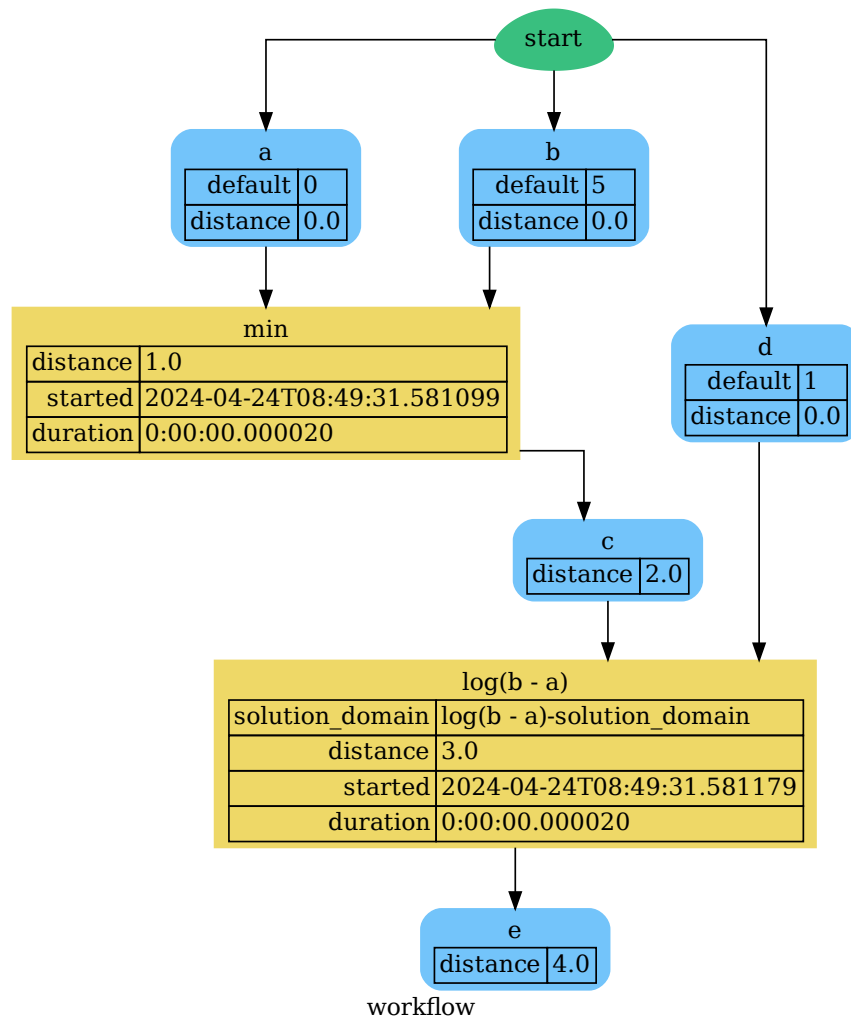 start
a
default 0
distance 0.0
b
default 5
distance 0.0
min
distance 1.0
started 2024-04-24T08:49:31.581099
duration 0:00:00.000020
d
default 1
distance 0.0
c
distance 2.0
log(b - a)
solution_domain log(b - a)-solution_domain
distance 3.0
started 2024-04-24T08:49:31.581179
duration 0:00:00.000020
e
distance 4.0
workflow